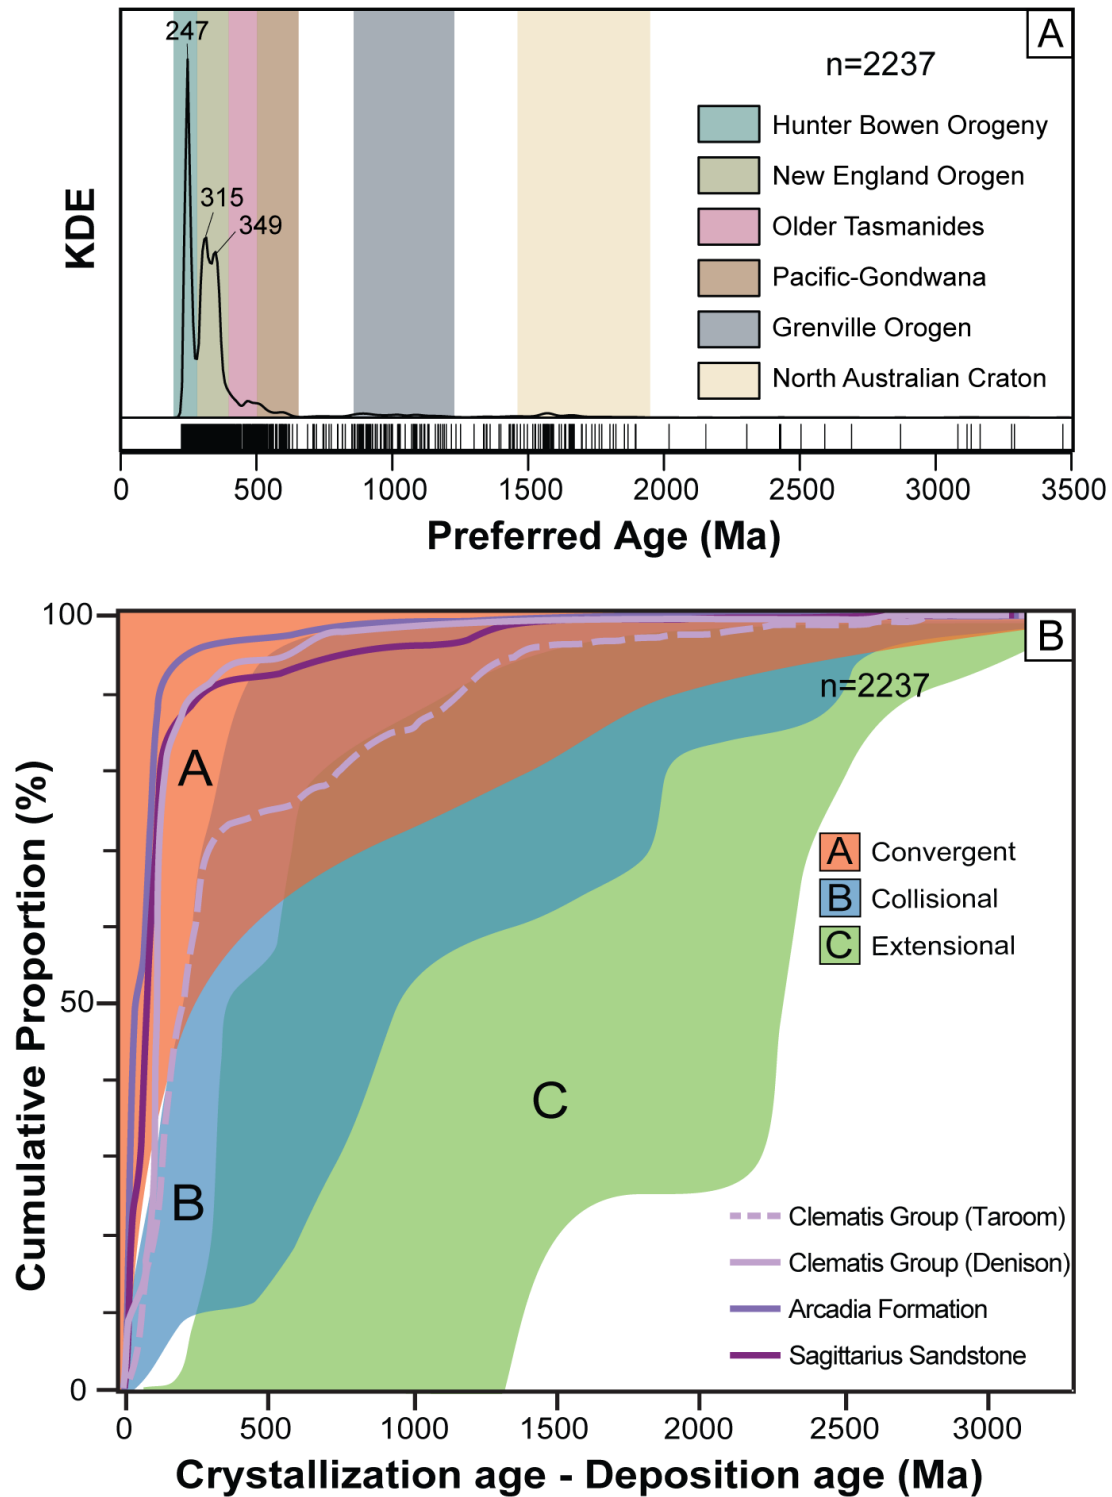 A
247
n=2237
315
349
KDE
Hunter Bowen Orogeny
New England Orogen
Older Tasmanides
Pacific-Gondwana
Grenville Orogen
North Australian Craton
0 500 1000 1500 2000 2500 3000 3500
Preferred Age (Ma)
B
n=2237
100
50
0
Cumulative Proportion (%)
A
B
C
A Convergent
B Collisional
C Extensional
Clematis Group (Taroom)
Clematis Group (Denison)
Arcadia Formation
Sagittarius Sandstone
0 500 1000 1500 2000 2500 3000
Crystallization age - Deposition age (Ma)